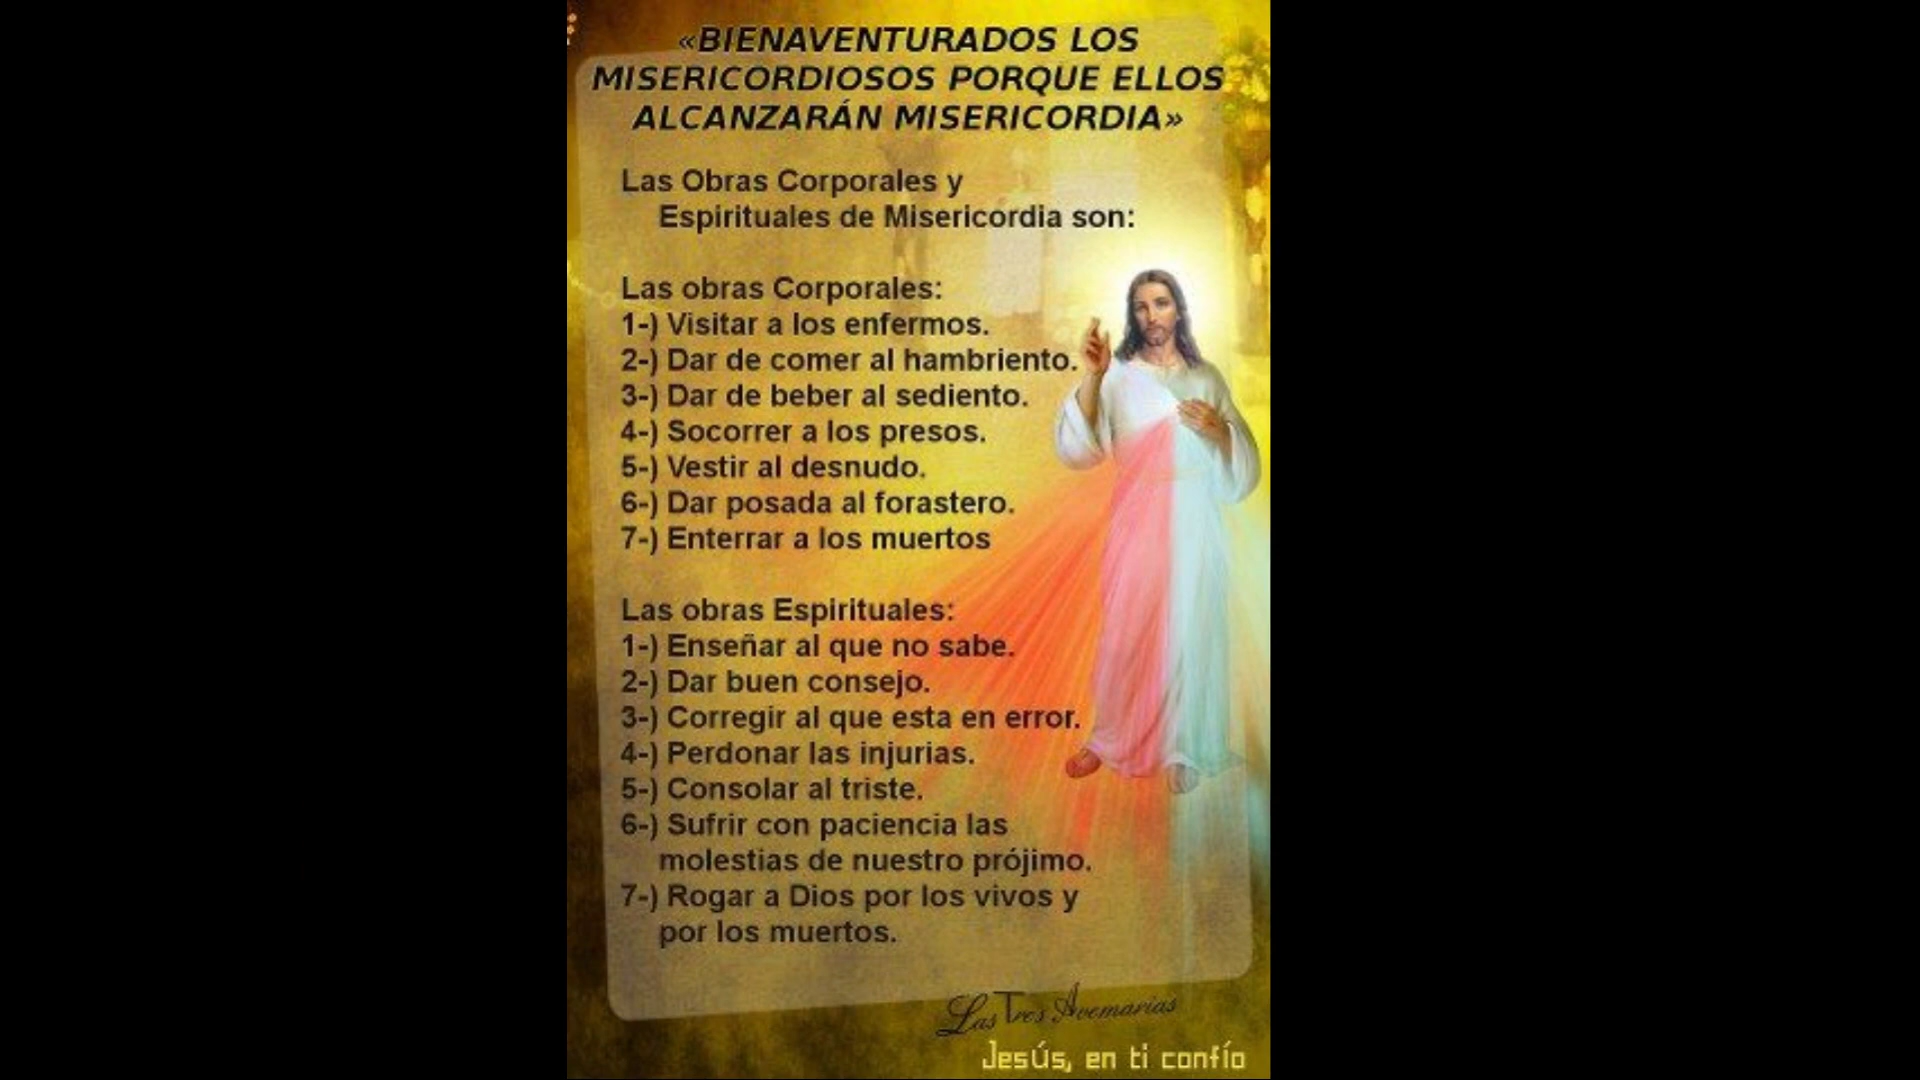 «BIENAVENTURADOS LOS
MISERICORDIOSOS PORQUE ELLOS
ALCANZARÁN MISERICORDIA»
Las Obras Corporales y
Espirituales de Misericordia son:
Las obras Corporales:
1-) Visitar a los enfermos.
2-) Dar de comer al hambriento.
3-) Dar de beber al sediento.
4-) Socorrer a los presos.
5-) Vestir al desnudo.
6-) Dar posada al forastero.
7-) Enterrar a los muertos
Las obras Espirituales:
1-) Enseñar al que no sabe.
2-) Dar buen consejo.
3-) Corregir al que esta en error.
4-) Perdonar las injurias.
5-) Consolar al triste.
6-) Sufrir con paciencia las
molestias de nuestro prójimo.
7-) Rogar a Dios por los vivos y
por los muertos.
Las Tres Avemarias
Jesús, en ti confío